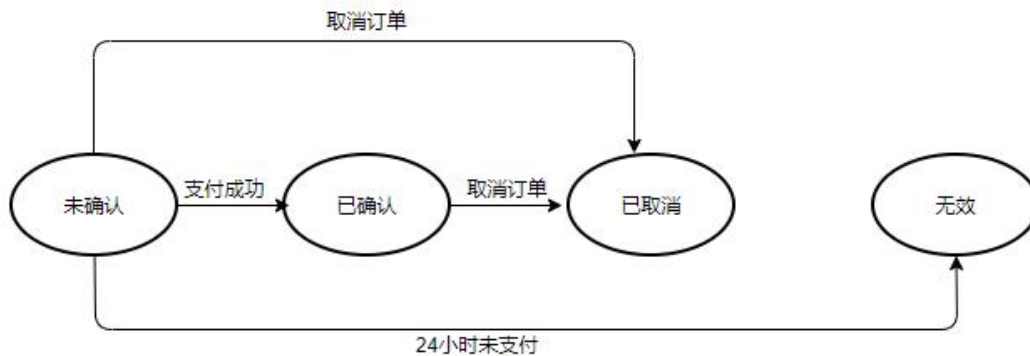 取消订单
未确认
支付成功
已确认
取消订单
已取消
无效
24小时未支付